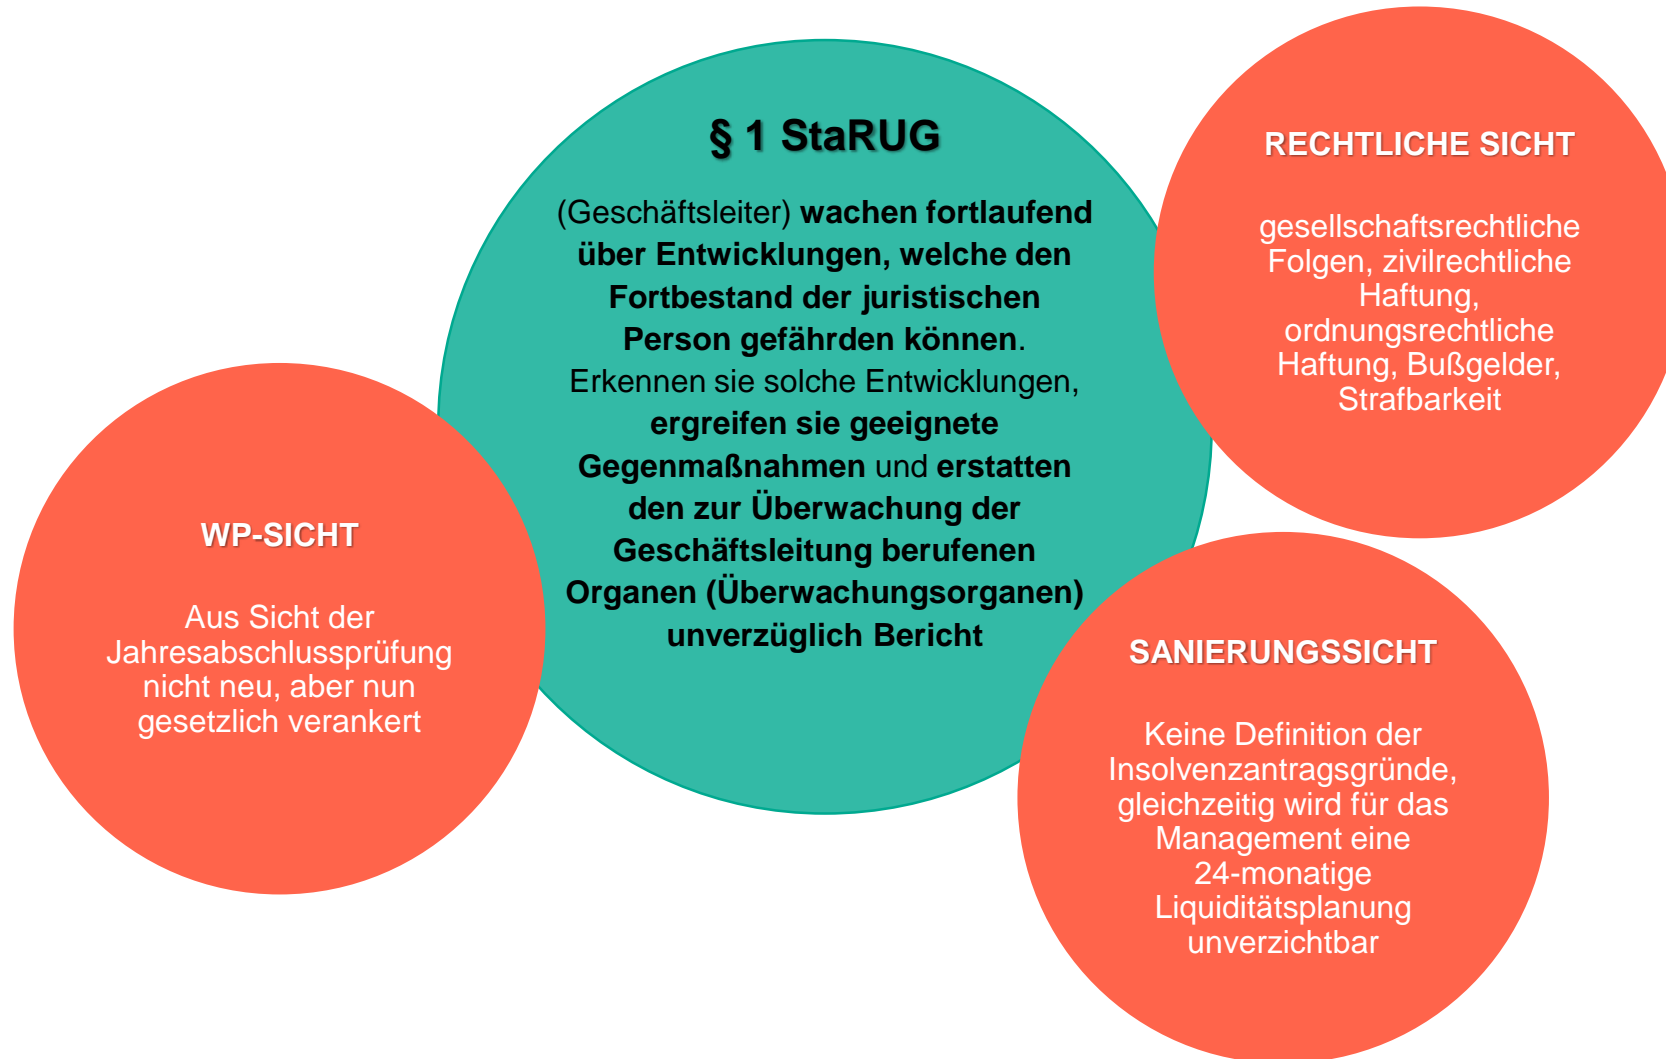 § 1 StaRUG
(Geschäftsleiter) wachen fortlaufend
über Entwicklungen, welche den
Fortbestand der juristischen
Person gefährden können.
Erkennen sie solche Entwicklungen,
ergreifen sie geeignete
Gegenmaßnahmen und erstatten
den zur Überwachung der
Geschäftsleitung berufenen
Organen (Überwachungsorganen)
unverzüglich Bericht
RECHTLICHE SICHT
gesellschaftsrechtliche
Folgen, zivilrechtliche
Haftung,
ordnungsrechtliche
Haftung, Bußgelder,
Strafbarkeit
WP-SICHT
Aus Sicht der
Jahresabschlussprüfung
nicht neu, aber nun
gesetzlich verankert
SANIERUNGSSICHT
Keine Definition der
Insolvenzantragsgründe,
gleichzeitig wird für das
Management eine
24-monatige
Liquiditätsplanung
unverzichtbar